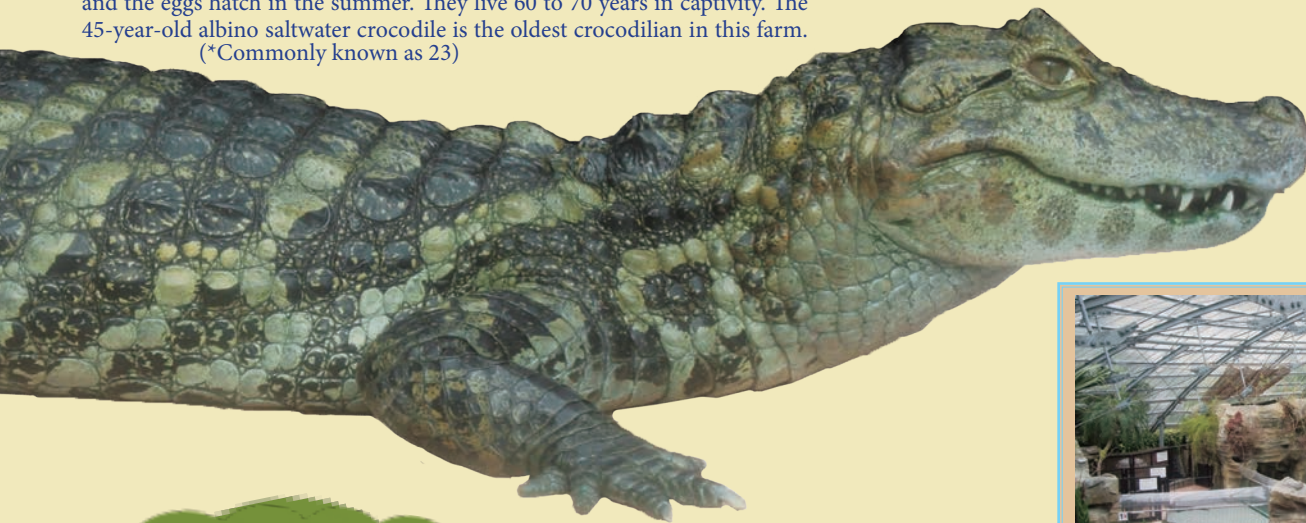 and the eggs hatch in the summer. They live 60 to 70 years in captivity. The
45-year-old albino saltwater crocodile is the oldest crocodilian in this farm.
(*Commonly known as 23)